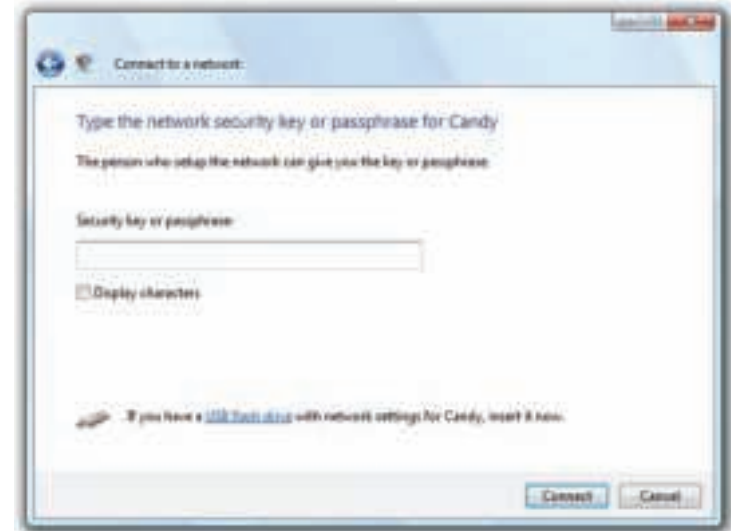 Connect to a network
Type the network security key or passphrase for Candy
The person who setup the network can give you the key or passphrase
Security key or passphrase
Display characters
If you have a USB flash drive with network settings for Candy, insert it now.
Connect
Cancel